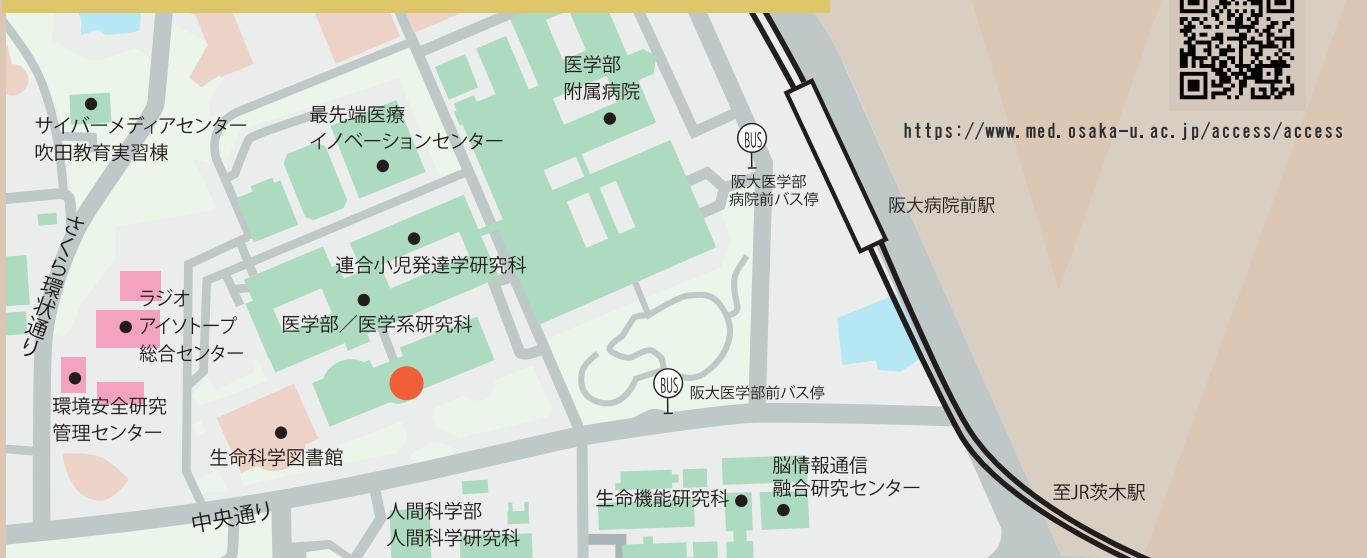 医学部
附属病院
最先端医療
イノベーションセンター
サイバーメディアセンター
吹田教育実習棟
https://www.med.osaka-u.ac.jp/access/access
BUS
阪大医学部
病院前バス停
阪大病院前駅
さくら環状通り
連合小児発達学研究科
ラジオ
アイソトープ
総合センター
医学部／医学系研究科
BUS
阪大医学部前バス停
環境安全研究
管理センター
生命科学図書館
脳情報通信
融合研究センター
生命機能研究科
至JR茨木駅
中央通り
人間科学部
人間科学研究科